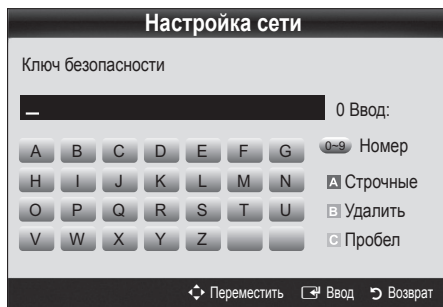 Настройка сети
Ключ безопасности
_ 0 Ввод:
A B C D E F G 0~9 Номер
H I J K L M N A Строчные
O P Q R S T U B Удалить
V W X Y Z C Пробел
Переместить Ввод Возврат